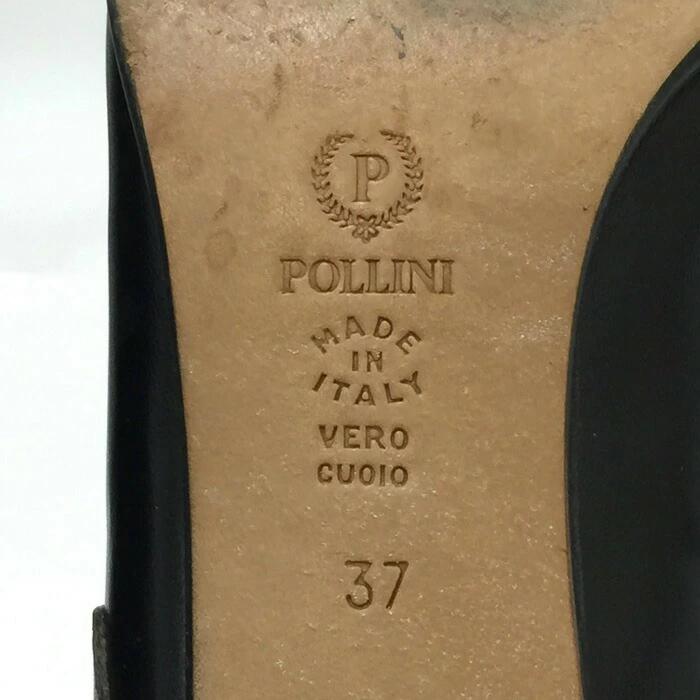 P
POLLINI
MADE
IN
ITALY
VERO
CUOIO
37